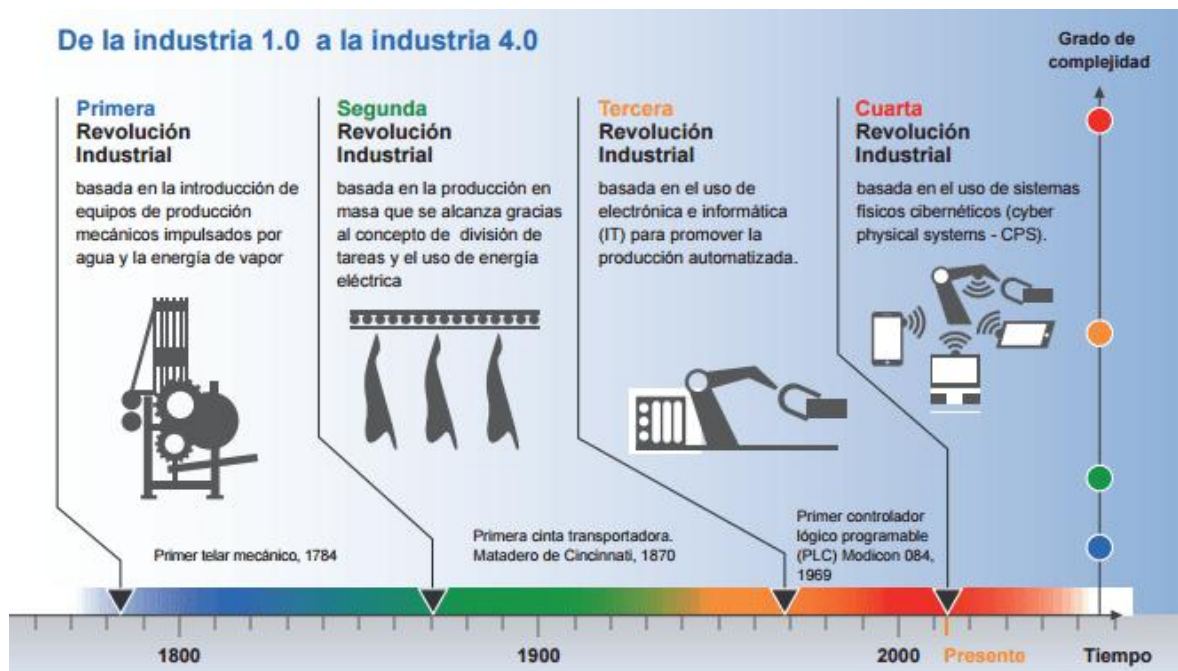 De la industria 1.0 a la industria 4.0
Grado de
complejidad
Primera
Revolución
Industrial
basada en la introducción de
equipos de producción
mecánicos impulsados por
agua y la energía de vapor
Segunda
Revolución
Industrial
basada en la producción en
masa que se alcanza gracias
al concepto de división de
tareas y el uso de energía
eléctrica
Tercera
Revolución
Industrial
basada en el uso de
electrónica e informática
(IT) para promover la
producción automatizada.
Cuarta
Revolución
Industrial
basada en el uso de sistemas
físicos cibernéticos (cyber
physical systems - CPS).
Primer telar mecánico, 1784
Primera cinta transportadora.
Matadero de Cincinnati, 1870
Primer controlador
lógico programable
(PLC) Modicon 084,
1969
1800
1900
2000
Presente
Tiempo